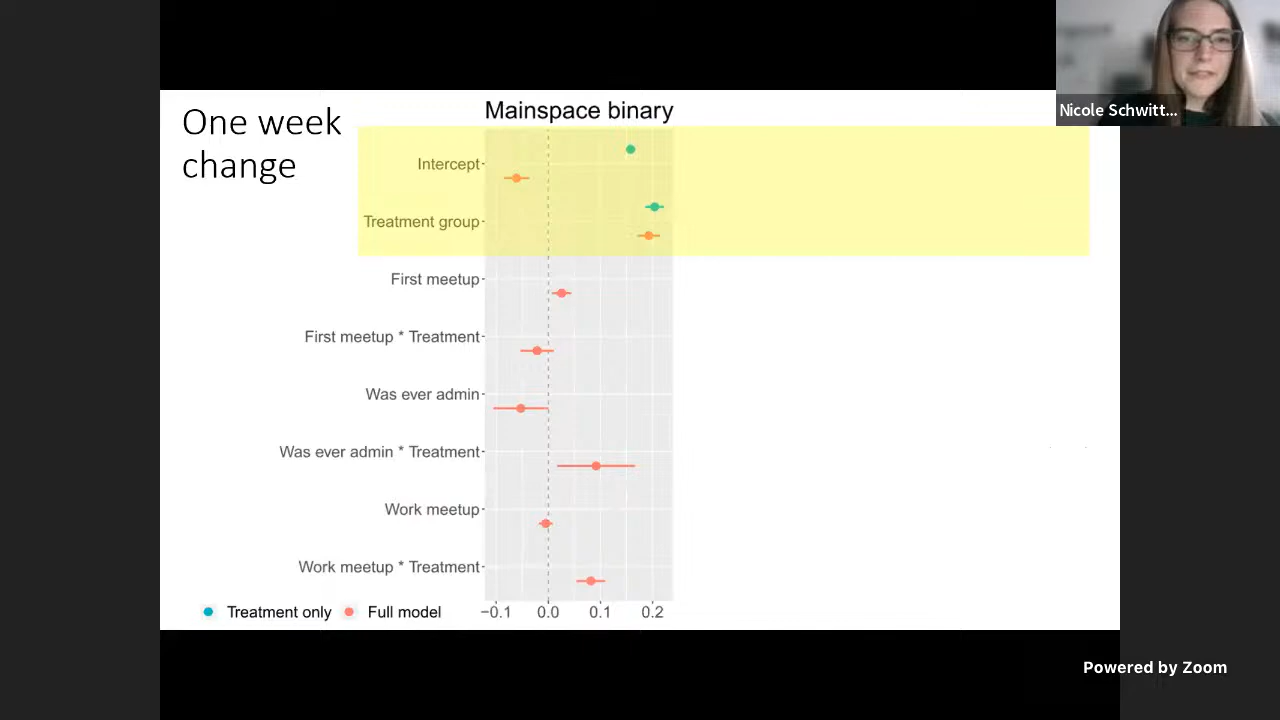 One week
change
Mainspace binary
Intercept
Treatment group
First meetup
First meetup * Treatment
Was ever admin
Was ever admin * Treatment
Work meetup
Work meetup * Treatment
−0.1 0.0 0.1 0.2
Treatment only Full model
Nicole Schwitt...
Powered by Zoom